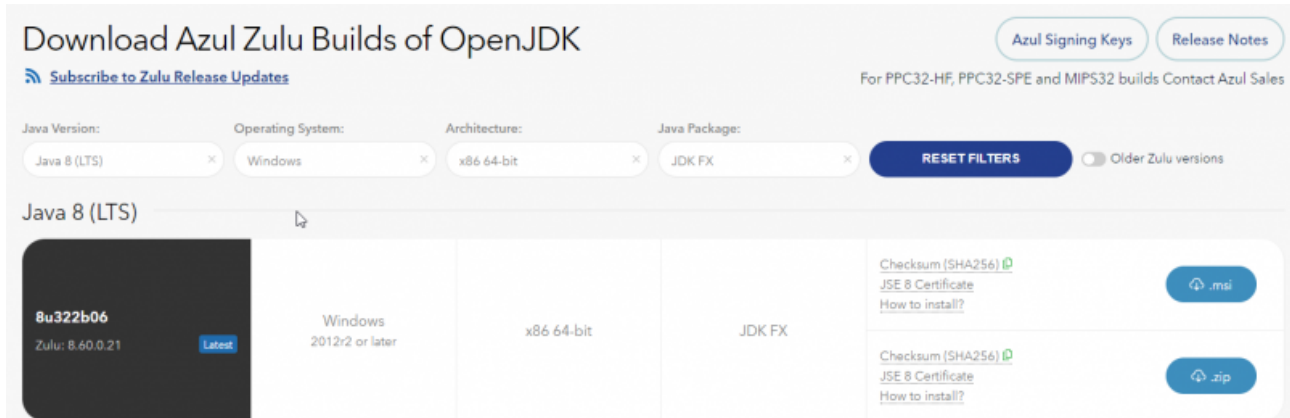 Download Azul Zulu Builds of OpenJDK
Azul Signing Keys
Release Notes
Subscribe to Zulu Release Updates
For PPC32-HF, PPC32-SPE and MIPS32 builds Contact Azul Sales
Java Version:
Operating System:
Architecture:
Java Package:
Java 8 (LTS) ×
Windows ×
x86 64-bit ×
JDK FX ×
RESET FILTERS
Older Zulu versions
Java 8 (LTS)
8u322b06
Zulu: 8.60.0.21
Latest
Windows
2012r2 or later
x86 64-bit
JDK FX
Checksum (SHA256)
JSE 8 Certificate
How to install?
.msi
Checksum (SHA256)
JSE 8 Certificate
How to install?
.zip